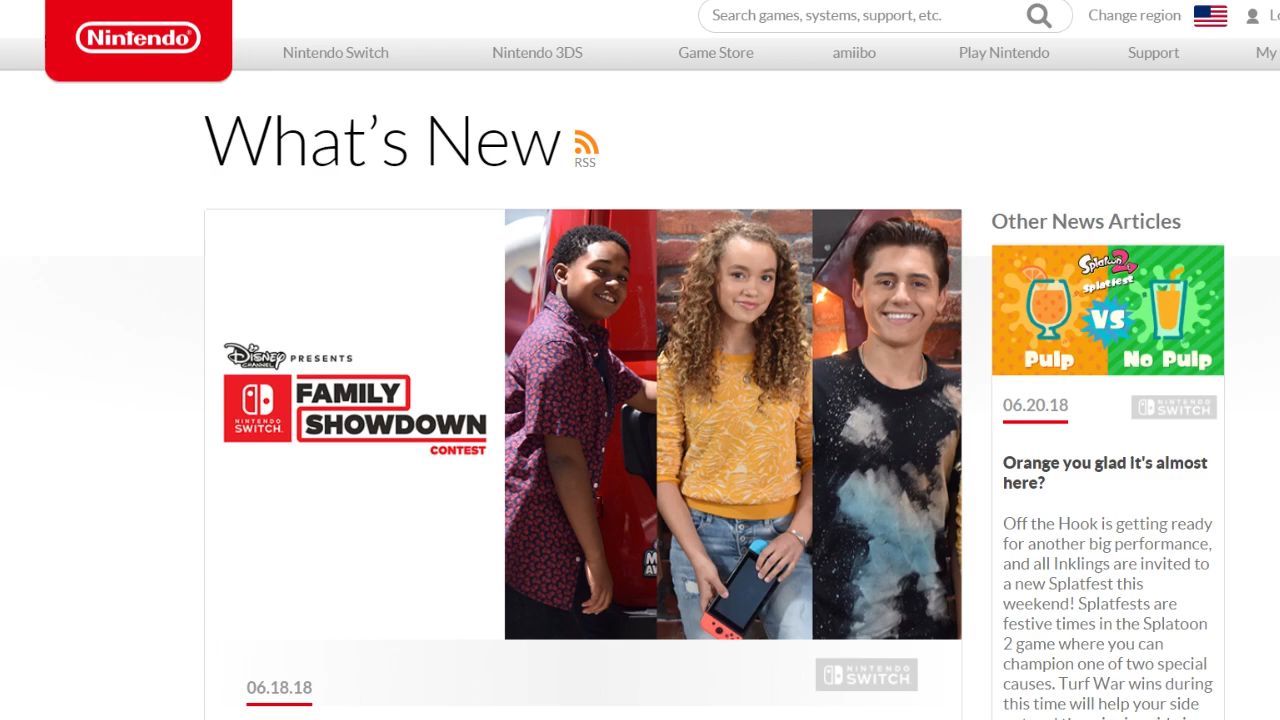 Nintendo®
Search games, systems, support, etc.
Change region
Nintendo Switch
Nintendo 3DS
Game Store
amiibo
Play Nintendo
Support
My
What's New
RSS
Disney PRESENTS
CHANNEL
NINTENDO
SWITCH
FAMILY
SHOWDOWN
CONTEST
06.18.18
NINTENDO
SWITCH
Other News Articles
Splatoon 2
Splatfest
VS
Pulp
No Pulp
06.20.18
NINTENDO
SWITCH
Orange you glad it's almost
here?
Off the Hook is getting ready
for another big performance,
and all Inklings are invited to
a new Splatfest this
weekend! Splatfests are
festive times in the Splatoon
2 game where you can
champion one of two special
causes. Turf War wins during
this time will help your side